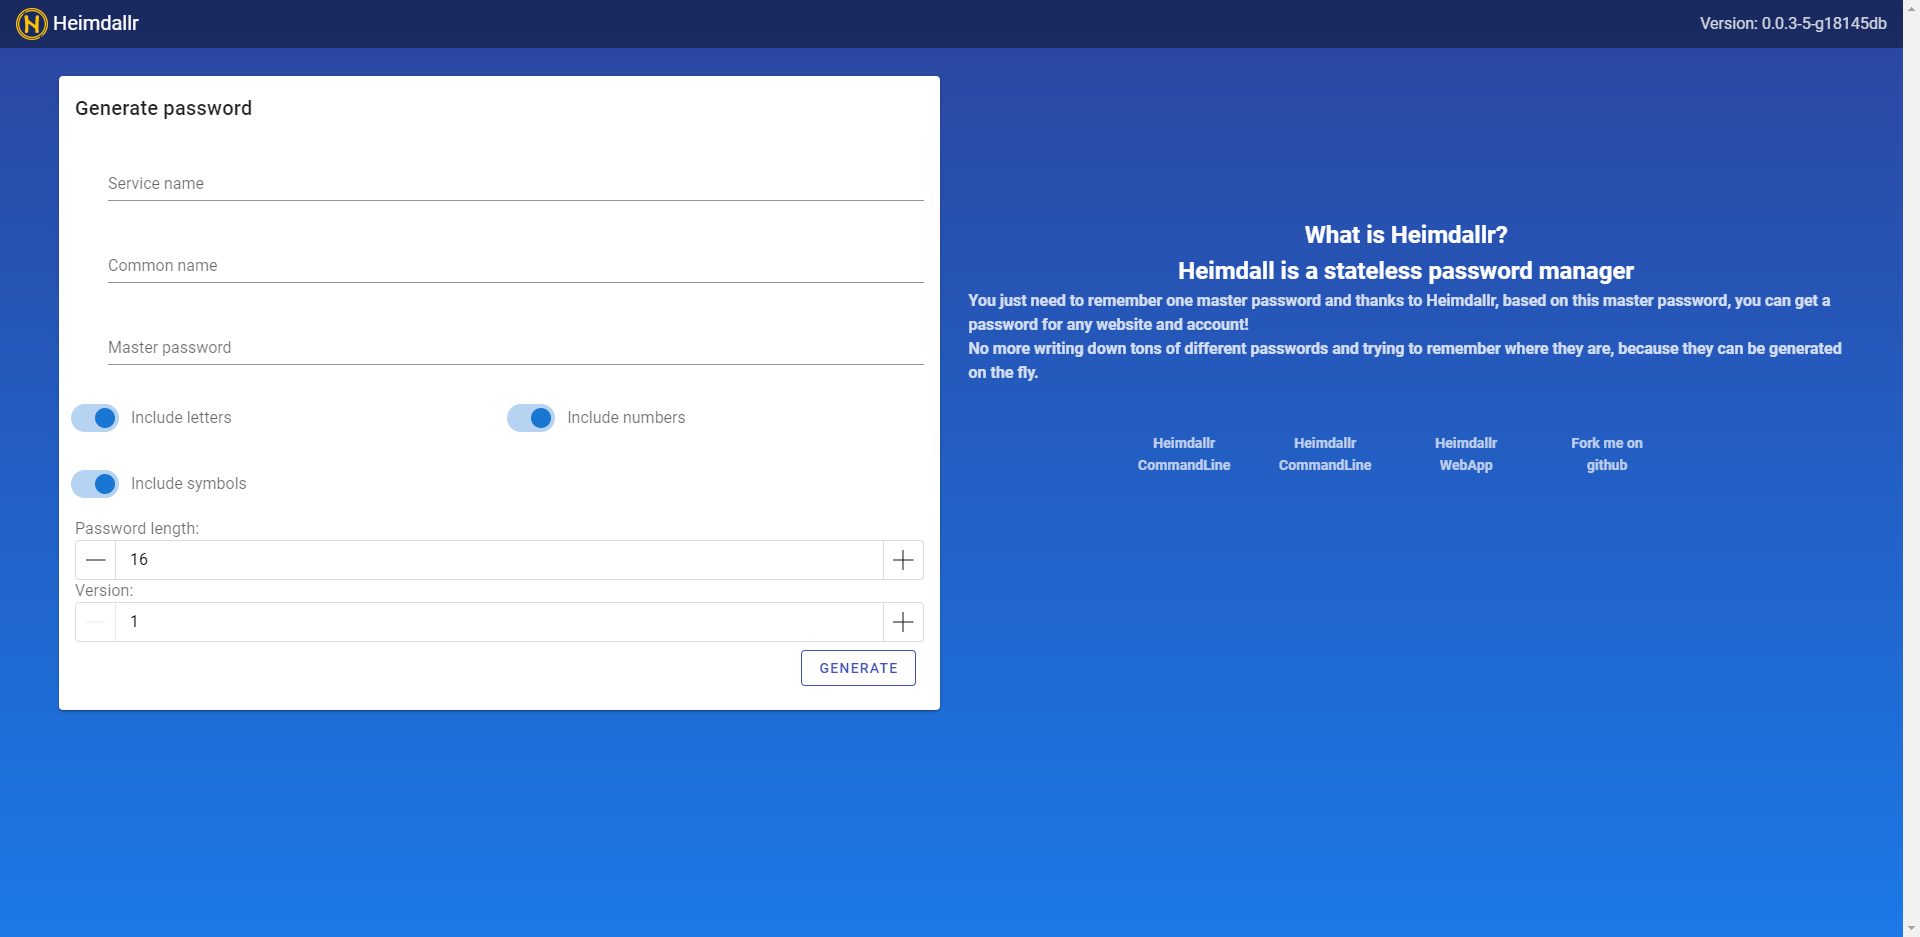 Heimdallr
Version: 0.0.3-5-g18145db
Generate password
Service name
Common name
Master password
Include letters
Include numbers
Include symbols
Password length:
16
Version:
1
GENERATE
What is Heimdallr?
Heimdall is a stateless password manager
You just need to remember one master password and thanks to Heimdallr, based on this master password, you can get a
password for any website and account!
No more writing down tons of different passwords and trying to remember where they are, because they can be generated
on the fly.
Heimdallr
CommandLine
Heimdallr
CommandLine
Heimdallr
WebApp
Fork me on
github